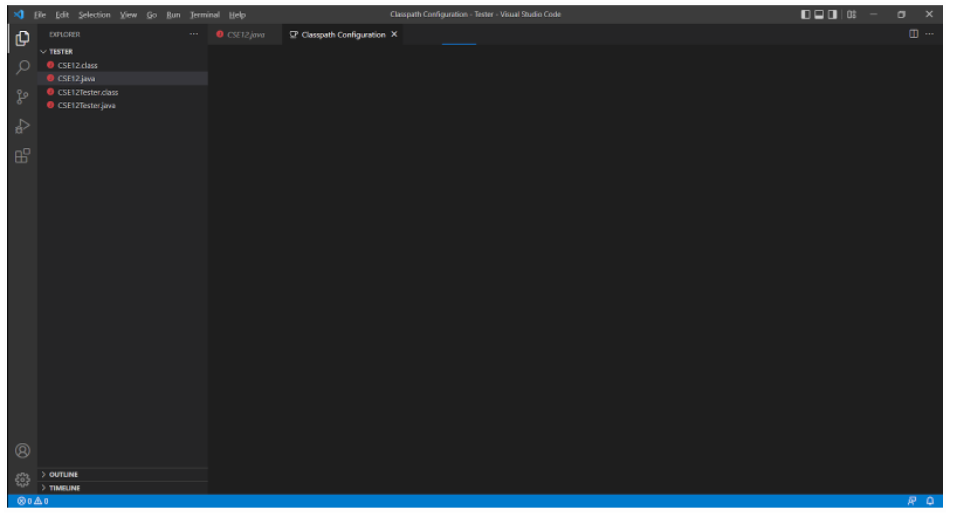 File Edit Selection View Go Run Terminal Help
Classpath Configuration - Tester - Visual Studio Code
EXPLORER ···
CSE12.java
Classpath Configuration
TESTER
CSE12.class
CSE12.java
CSE12Tester.class
CSE12Tester.java
OUTLINE
TIMELINE
0 0